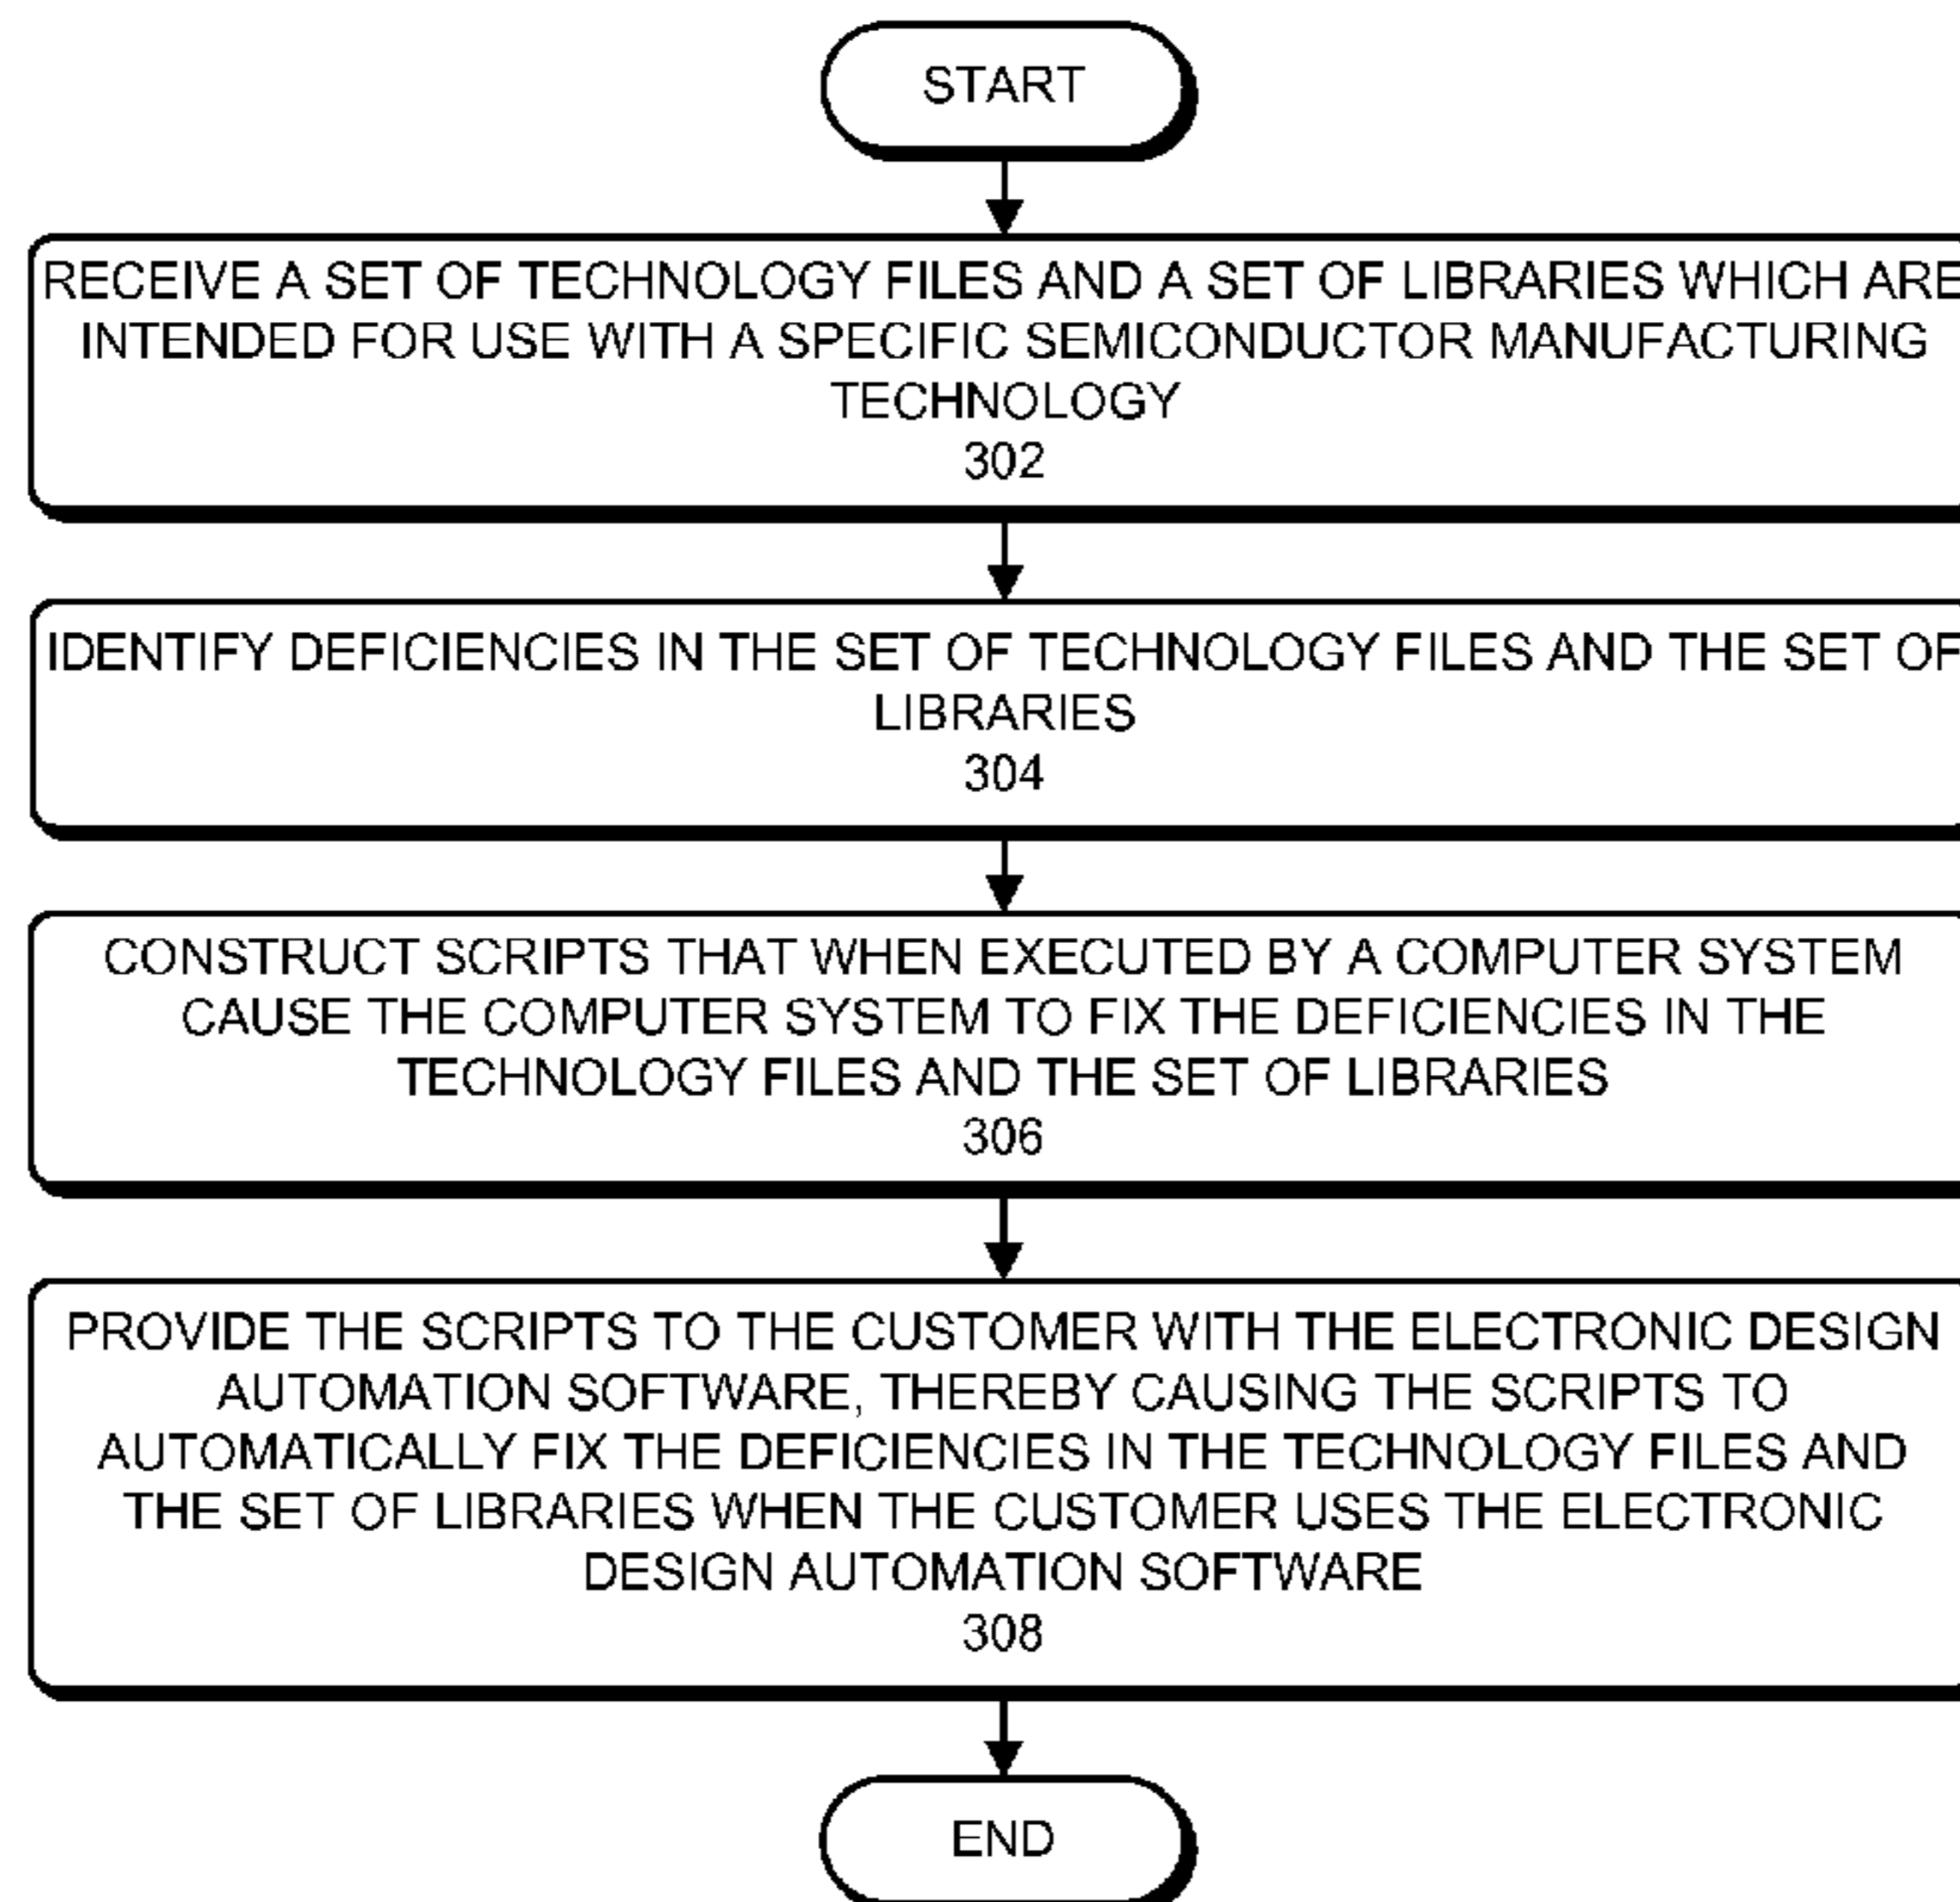 START
RECEIVE A SET OF TECHNOLOGY FILES AND A SET OF LIBRARIES WHICH ARE
INTENDED FOR USE WITH A SPECIFIC SEMICONDUCTOR MANUFACTURING
TECHNOLOGY
302
IDENTIFY DEFICIENCIES IN THE SET OF TECHNOLOGY FILES AND THE SET OF
LIBRARIES
304
CONSTRUCT SCRIPTS THAT WHEN EXECUTED BY A COMPUTER SYSTEM
CAUSE THE COMPUTER SYSTEM TO FIX THE DEFICIENCIES IN THE
TECHNOLOGY FILES AND THE SET OF LIBRARIES
306
PROVIDE THE SCRIPTS TO THE CUSTOMER WITH THE ELECTRONIC DESIGN
AUTOMATION SOFTWARE, THEREBY CAUSING THE SCRIPTS TO
AUTOMATICALLY FIX THE DEFICIENCIES IN THE TECHNOLOGY FILES AND
THE SET OF LIBRARIES WHEN THE CUSTOMER USES THE ELECTRONIC
DESIGN AUTOMATION SOFTWARE
308
END